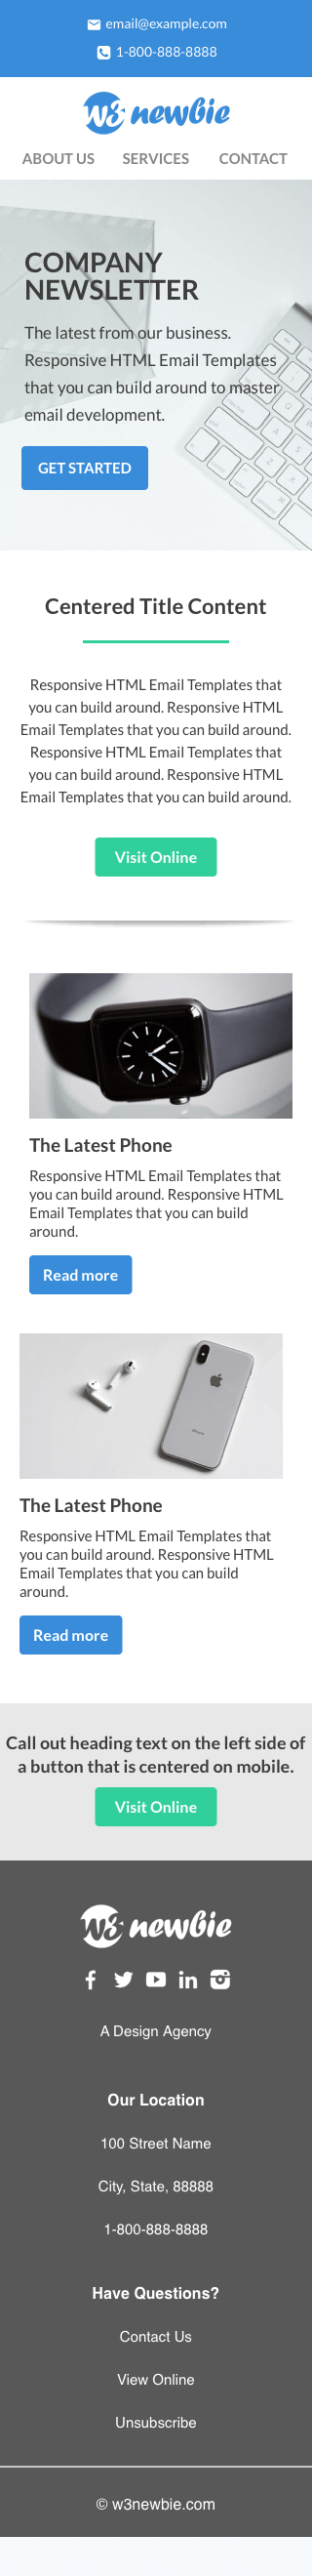 email@example.com
1-800-888-8888
w3 newbie
ABOUT US SERVICES CONTACT
COMPANY
NEWSLETTER
The latest from our business.
Responsive HTML Email Templates
that you can build around to master
email development.
GET STARTED
Centered Title Content
Responsive HTML Email Templates that
you can build around. Responsive HTML
Email Templates that you can build around.
Responsive HTML Email Templates that
you can build around. Responsive HTML
Email Templates that you can build around.
Visit Online
The Latest Phone
Responsive HTML Email Templates that
you can build around. Responsive HTML
Email Templates that you can build
around.
Read more
iPhone
The Latest Phone
Responsive HTML Email Templates that
you can build around. Responsive HTML
Email Templates that you can build
around.
Read more
Call out heading text on the left side of
a button that is centered on mobile.
Visit Online
w3 newbie
A Design Agency
Our Location
100 Street Name
City, State, 88888
1-800-888-8888
Have Questions?
Contact Us
View Online
Unsubscribe
© w3newbie.com